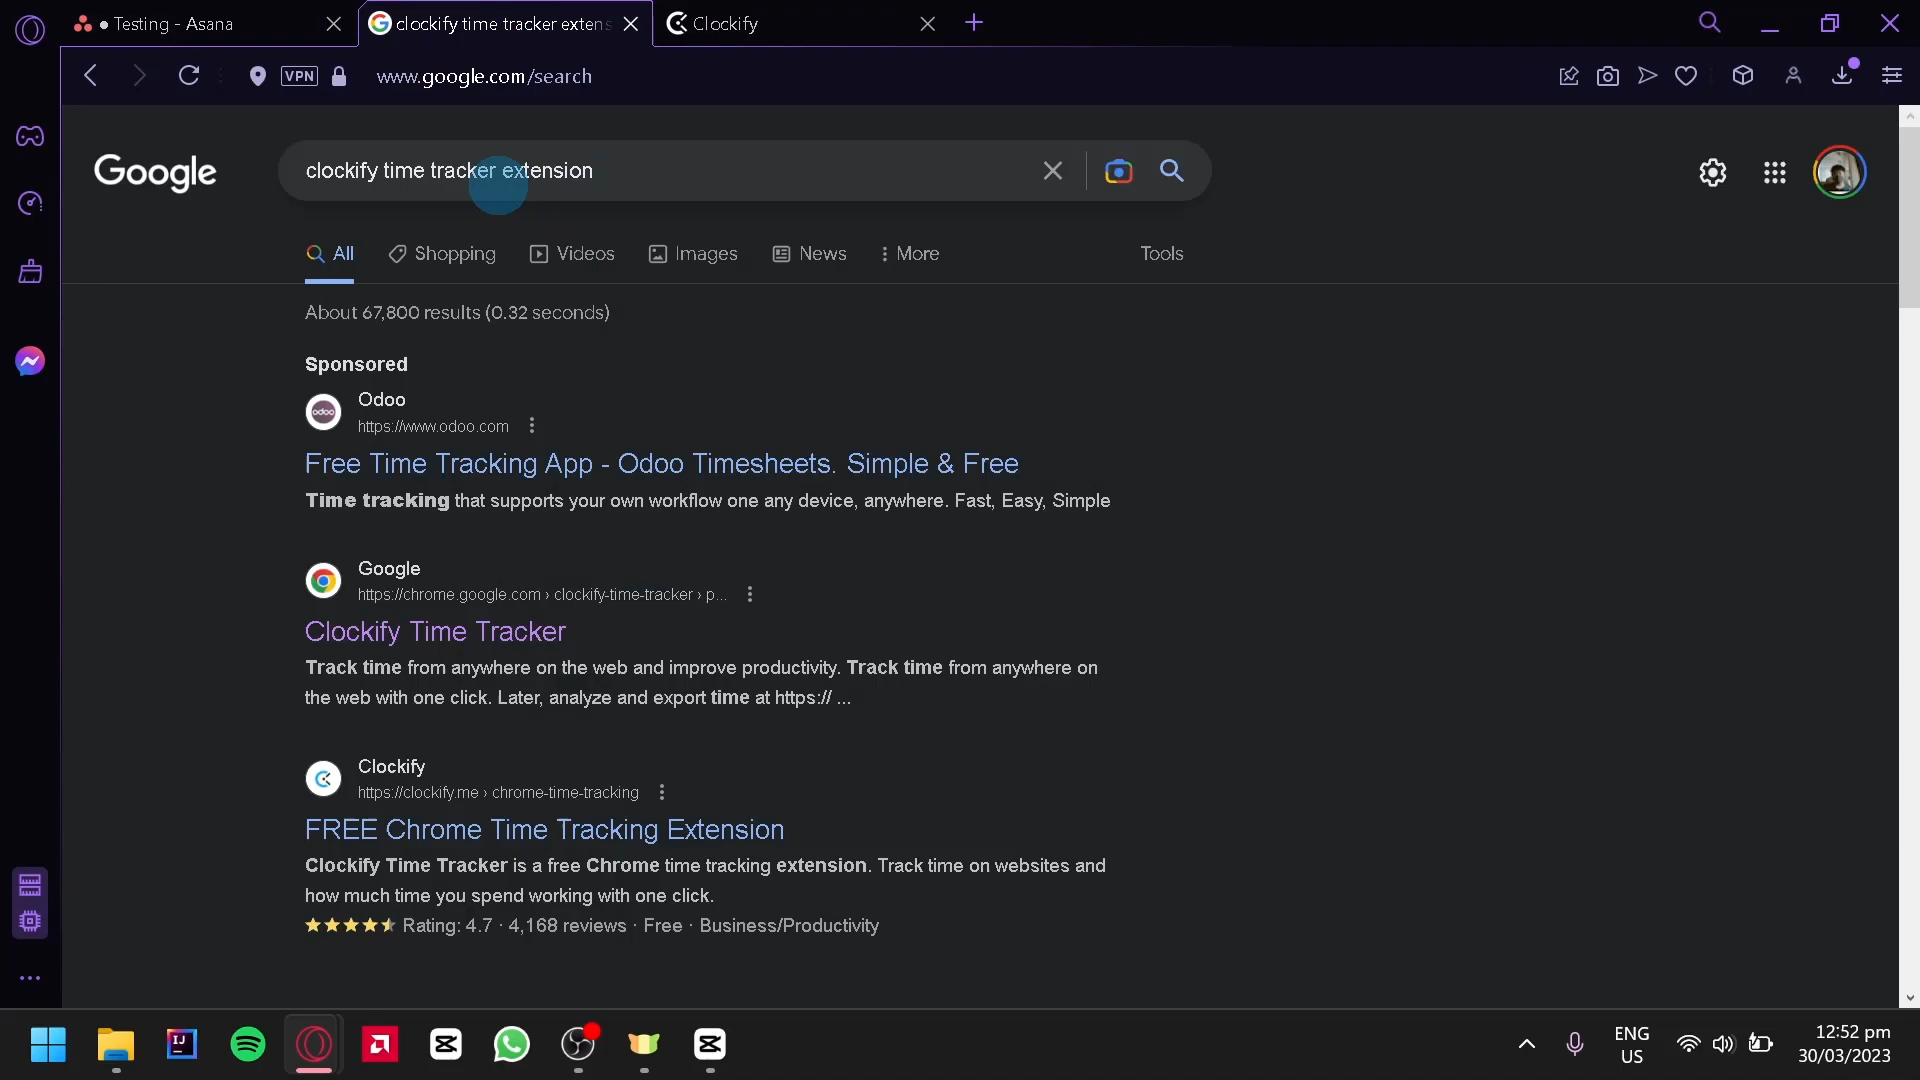 Testing - Asana
clockify time tracker extens
Clockify
VPN
www.google.com/search
Google
clockify time tracker extension
All
Shopping
Videos
Images
News
More
Tools
About 67,800 results (0.32 seconds)
Sponsored
odoo
Odoo
https://www.odoo.com
Free Time Tracking App - Odoo Timesheets. Simple & Free
Time tracking that supports your own workflow one any device, anywhere. Fast, Easy, Simple
Google
https://chrome.google.com › clockify-time-tracker › p...
Clockify Time Tracker
Track time from anywhere on the web and improve productivity. Track time from anywhere on
the web with one click. Later, analyze and export time at https:// ...
Clockify
https://clockify.me › chrome-time-tracking
FREE Chrome Time Tracking Extension
Clockify Time Tracker is a free Chrome time tracking extension. Track time on websites and
how much time you spend working with one click.
Rating: 4.7 · 4,168 reviews · Free · Business/Productivity
IJ
ENG
US
12:52 pm
30/03/2023